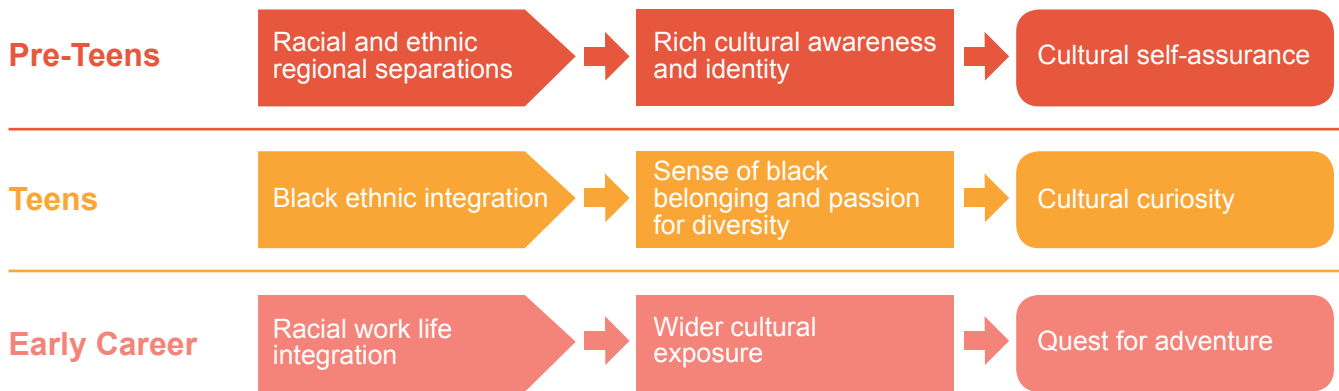 Pre-Teens
Racial and ethnic
regional separations
Rich cultural awareness
and identity
Cultural self-assurance
Teens
Black ethnic integration
Sense of black
belonging and passion
for diversity
Cultural curiosity
Early Career
Racial work life
integration
Wider cultural
exposure
Quest for adventure